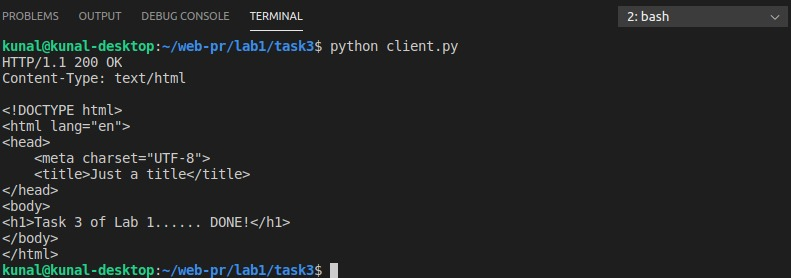 PROBLEMS OUTPUT DEBUG CONSOLE TERMINAL 2: bash
kunal@kunal-desktop:~/web-pr/lab1/task3$ python client.py
HTTP/1.1 200 OK
Content-Type: text/html

<!DOCTYPE html>
<html lang="en">
<head>
    <meta charset="UTF-8">
    <title>Just a title</title>
</head>
<body>
<h1>Task 3 of Lab 1...... DONE!</h1>
</body>
</html>
kunal@kunal-desktop:~/web-pr/lab1/task3$